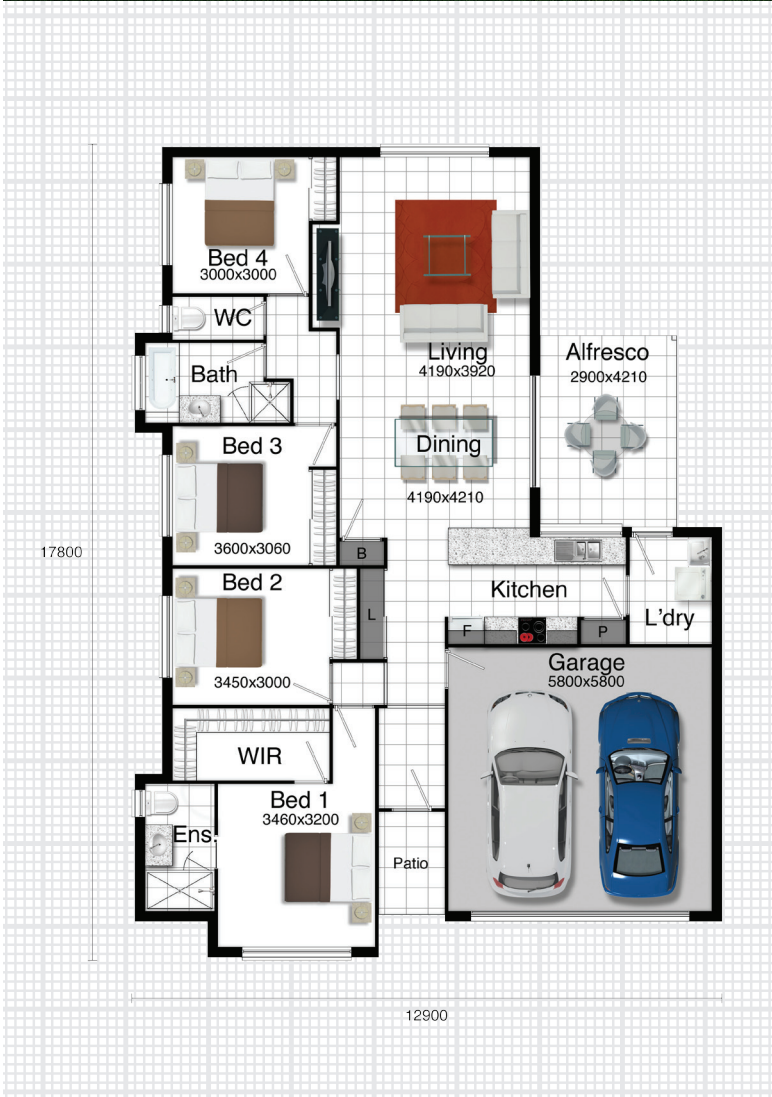 Bed 4
3000x3000
WC
Living
4190x3920
Alfresco
2900x4210
Bath
Bed 3
Dining
4190x4210
3600x3060
17800
B
Bed 2
Kitchen
L
L'dry
F
P
Garage
5800x5800
3450x3000
WIR
Bed 1
3460x3200
Ens.
Patio
12900